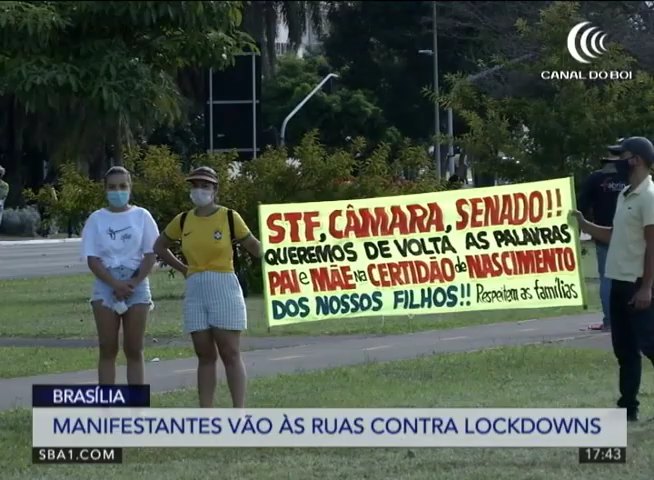 CANAL DO BOI
STF, CÂMARA, SENADO!!
QUEREMOS DE VOLTA AS PALAVRAS
PAI e MÃE na CERTIDÃO de NASCIMENTO
DOS NOSSOS FILHOS!! Respeitem as famílias
BRASÍLIA
MANIFESTANTES VÃO ÀS RUAS CONTRA LOCKDOWNS
SBA1.COM
17:43